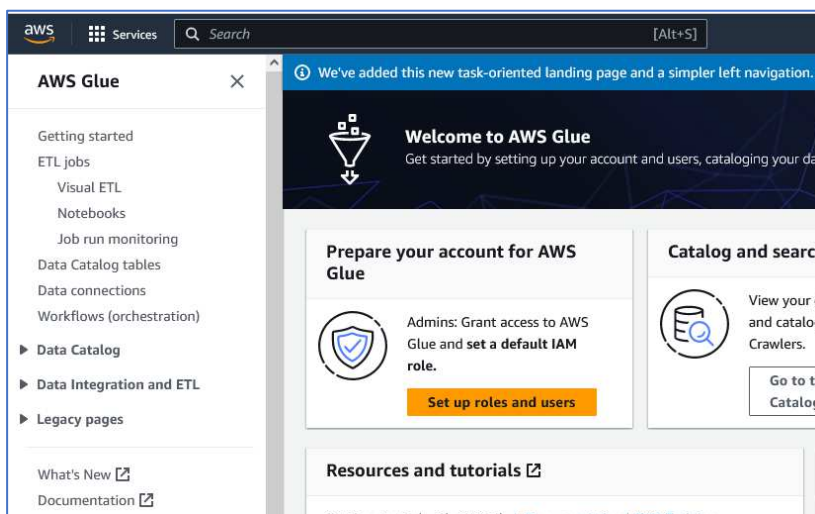 aws
Services
Search
[Alt+S]
AWS Glue
Getting started
ETL jobs
Visual ETL
Notebooks
Job run monitoring
Data Catalog tables
Data connections
Workflows (orchestration)
Data Catalog
Data Integration and ETL
Legacy pages
What's New
Documentation
We've added this new task-oriented landing page and a simpler left navigation.
Welcome to AWS Glue
Get started by setting up your account and users, cataloging your
Prepare your account for AWS
Glue
Admins: Grant access to AWS
Glue and set a default IAM
role.
Set up roles and users
Catalog and
View your
and
Crawlers.
Go to
Resources and tutorials